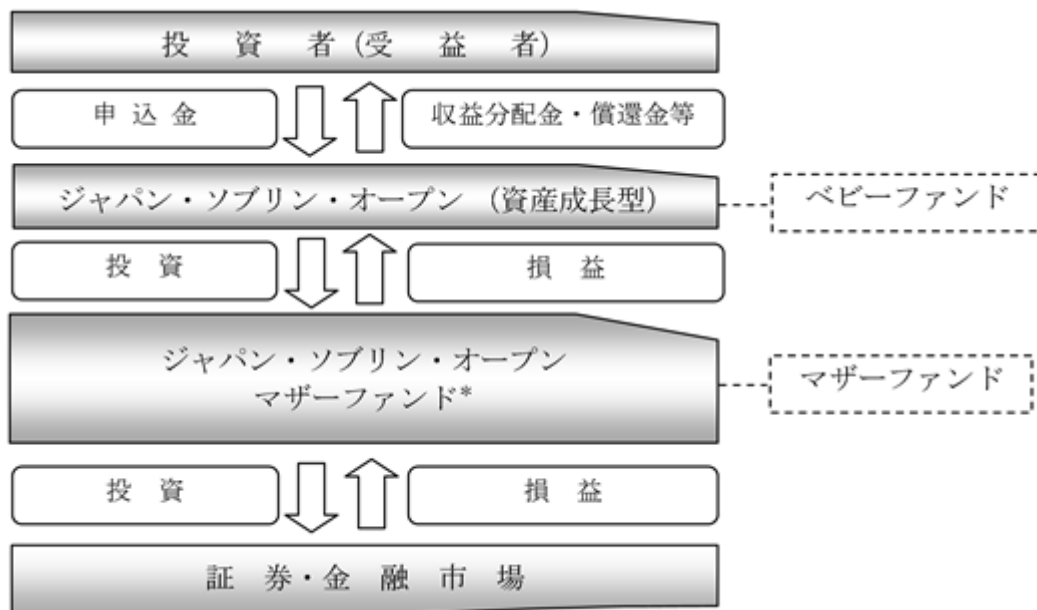 投資者(受益者)
申込金
収益分配金・償還金等
ジャパン・ソブリン・オープン (資産成長型)
ベビーファンド
投資
損益
ジャパン・ソブリン・オープン
マザーファンド*
マザーファンド
投資
損益
証券・金融市場